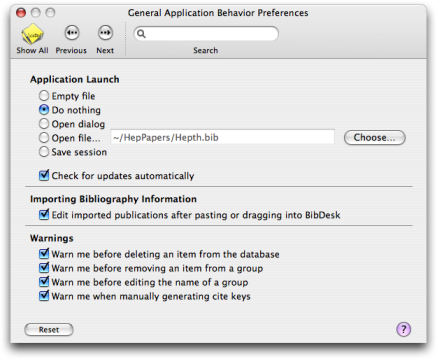 General Application Behavior Preferences
Show All Previous Next Search
Application Launch
Empty file
Do nothing
Open dialog
Open file... ~/HepPapers/Hepth.bib Choose...
Save session
Check for updates automatically
Importing Bibliography Information
Edit imported publications after pasting or dragging into BibDesk
Warnings
Warn me before deleting an item from the database
Warn me before removing an item from a group
Warn me before editing the name of a group
Warn me when manually generating cite keys
Reset ?